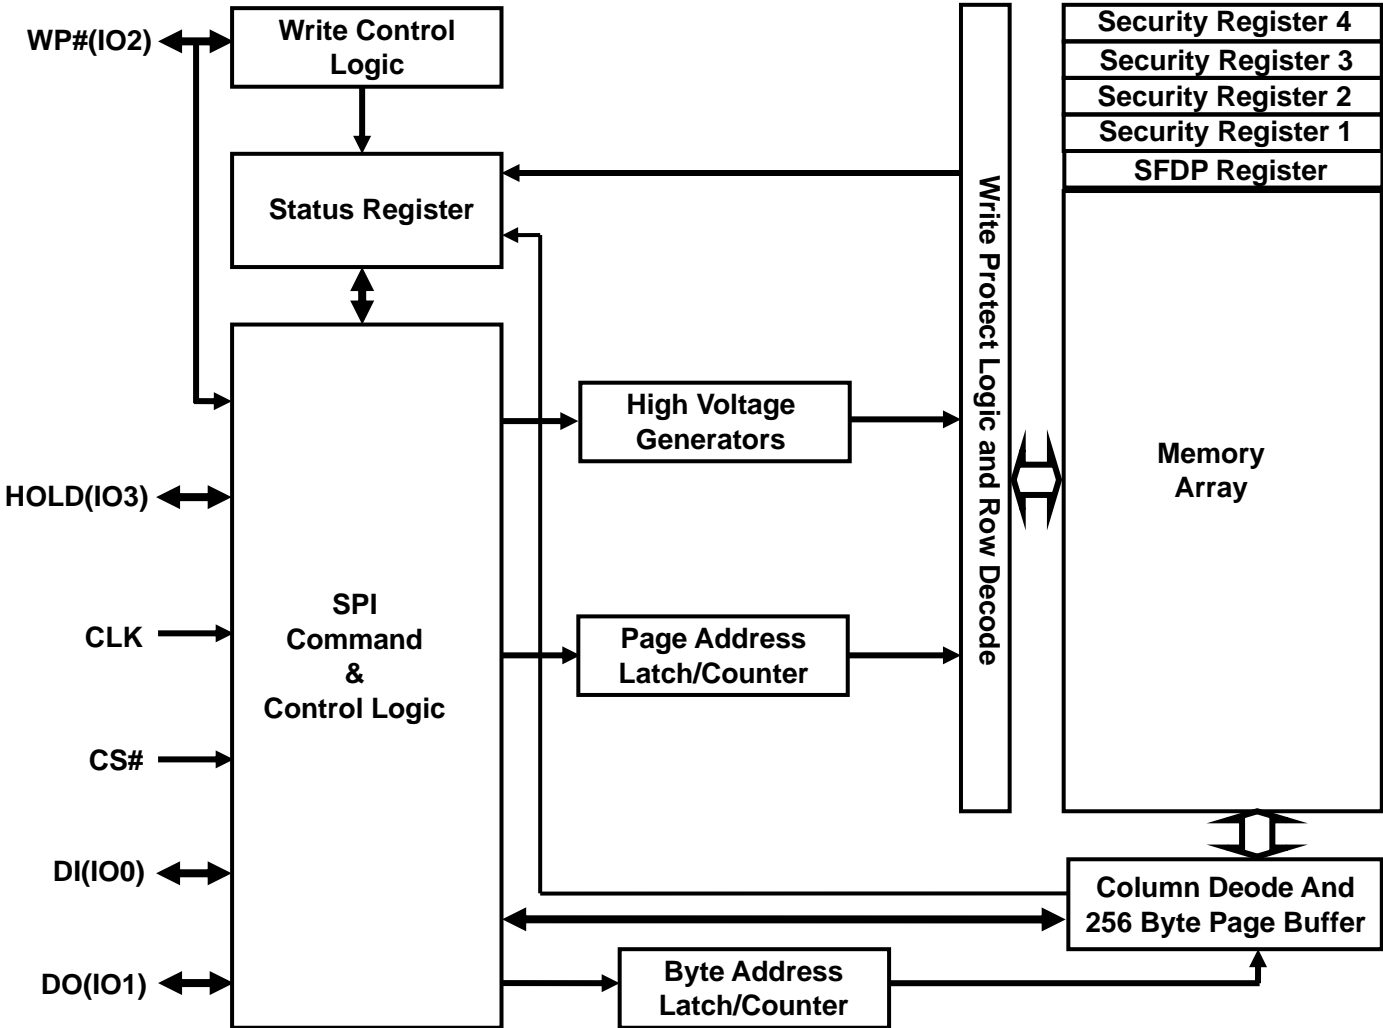 WP#(IO2)
Write Control
Logic
Security Register 4
Security Register 3
Security Register 2
Security Register 1
SFDP Register
Status Register
Write Protect Logic and Row Decode
High Voltage
Generators
Memory
Array
HOLD(IO3)
SPI
Command
&
Control Logic
CLK
Page Address
Latch/Counter
CS#
DI(IO0)
Column Deode And
256 Byte Page Buffer
DO(IO1)
Byte Address
Latch/Counter